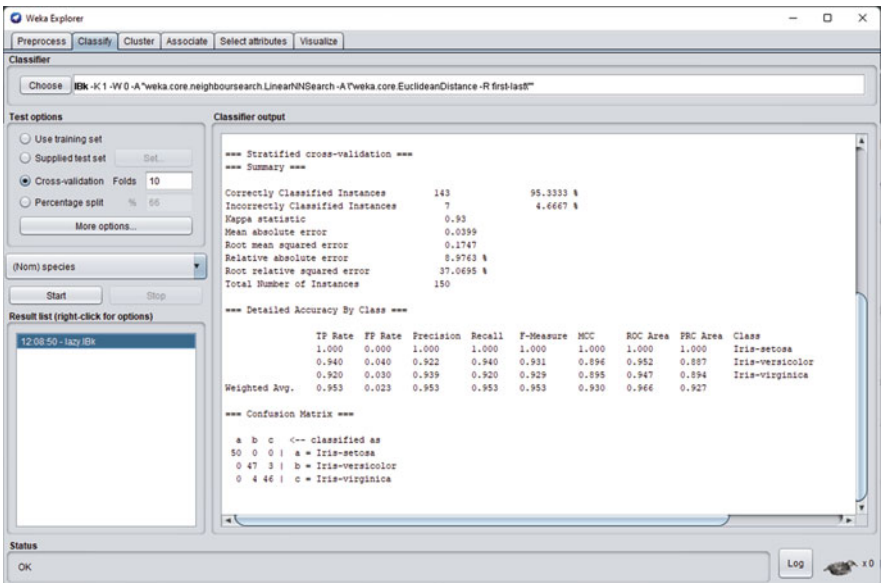 Weka Explorer
Preprocess Classify Cluster Associate Select attributes Visualize
Classifier
Choose IBk -K 1 -W 0 -A "weka.core.neighboursearch.LinearNNSearch -A \"weka.core.EuclideanDistance -R first-last\""
Test options
Use training set
Supplied test set Set...
Cross-validation Folds 10
Percentage split % 66
More options...
(Nom) species
Start Stop
Result list (right-click for options)
12:08:50 - lazy.IBk
Classifier output
=== Stratified cross-validation ===
=== Summary ===
Correctly Classified Instances 143 95.3333 %
Incorrectly Classified Instances 7 4.6667 %
Kappa statistic 0.93
Mean absolute error 0.0399
Root mean squared error 0.1747
Relative absolute error 8.9763 %
Root relative squared error 37.0695 %
Total Number of Instances 150
=== Detailed Accuracy By Class ===
TP Rate FP Rate Precision Recall F-Measure MCC ROC Area PRC Area Class
1.000 0.000 1.000 1.000 1.000 1.000 1.000 1.000 Iris-setosa
0.940 0.040 0.922 0.940 0.931 0.896 0.952 0.887 Iris-versicolor
0.920 0.030 0.939 0.920 0.929 0.895 0.947 0.894 Iris-virginica
Weighted Avg. 0.953 0.023 0.953 0.953 0.953 0.930 0.966 0.927
=== Confusion Matrix ===
a b c <-- classified as
50 0 0 | a = Iris-setosa
0 47 3 | b = Iris-versicolor
0 4 46 | c = Iris-virginica
Status
OK
Log x 0